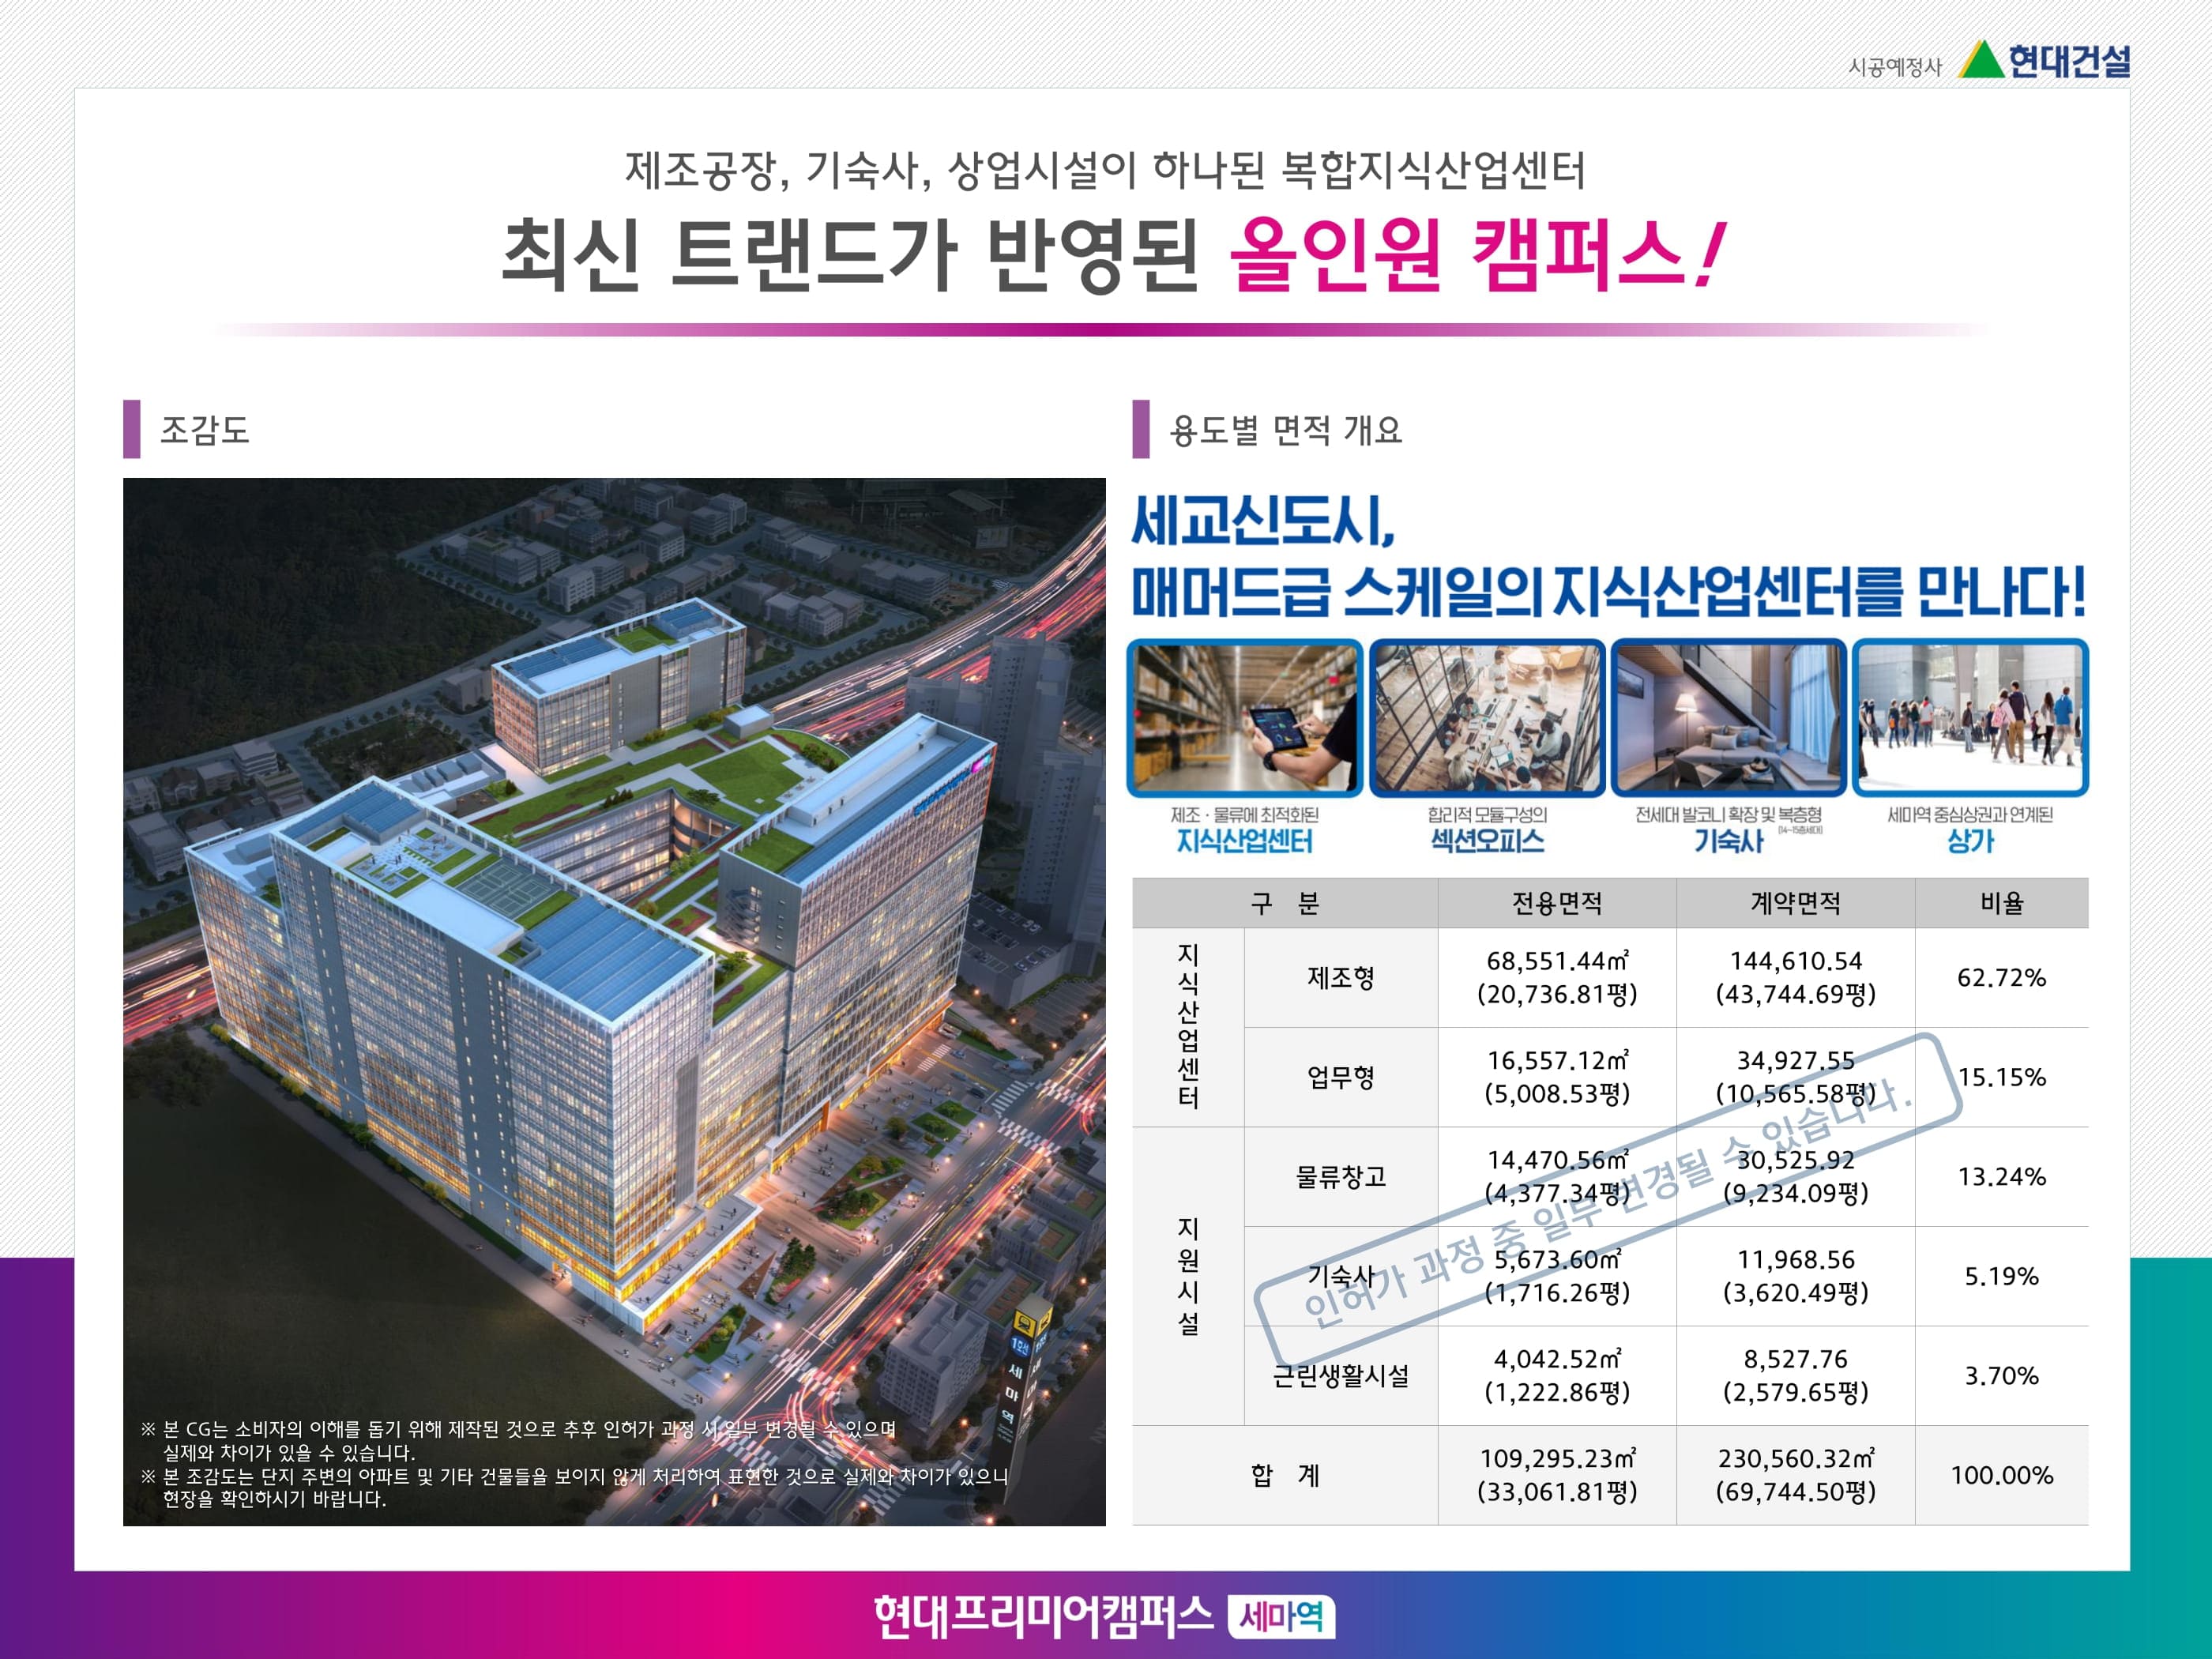 시공예정사 현대건설
제조공장, 기숙사, 상업시설이 하나된 복합지식산업센터
최신 트랜드가 반영된 올인원 캠퍼스!
조감도
1호선
세마역
※ 본 CG는 소비자의 이해를 돕기 위해 제작된 것으로 추후 인허가 과정 시 일부 변경될 수 있으며
실제와 차이가 있을 수 있습니다.
※ 본 조감도는 단지 주변의 아파트 및 기타 건물들을 보이지 않게 처리하여 표현한 것으로 실제와 차이가 있으니
현장을 확인하시기 바랍니다.
용도별 면적 개요
세교신도시,
매머드급 스케일의 지식산업센터를 만나다!
제조 · 물류에 최적화된
지식산업센터
합리적 모듈구성의
섹션오피스
전세대 발코니 확장 및 복층형
(14~15층세대)
기숙사
세마역 중심상권과 연계된
상가
구 분 전용면적 계약면적 비율
지식산업센터
제조형 68,551.44㎡ 144,610.54 62.72%
(20,736.81평) (43,744.69평)
업무형 16,557.12㎡ 34,927.55 15.15%
(5,008.53평) (10,565.58평)
지원시설
물류창고 14,470.56㎡ 30,525.92 13.24%
(4,377.34평) (9,234.09평)
기숙사 5,673.60㎡ 11,968.56 5.19%
(1,716.26평) (3,620.49평)
근린생활시설 4,042.52㎡ 8,527.76 3.70%
(1,222.86평) (2,579.65평)
합 계 109,295.23㎡ 230,560.32㎡ 100.00%
(33,061.81평) (69,744.50평)
인허가 과정 중 일부 변경될 수 있습니다.
현대프리미어캠퍼스 세마역